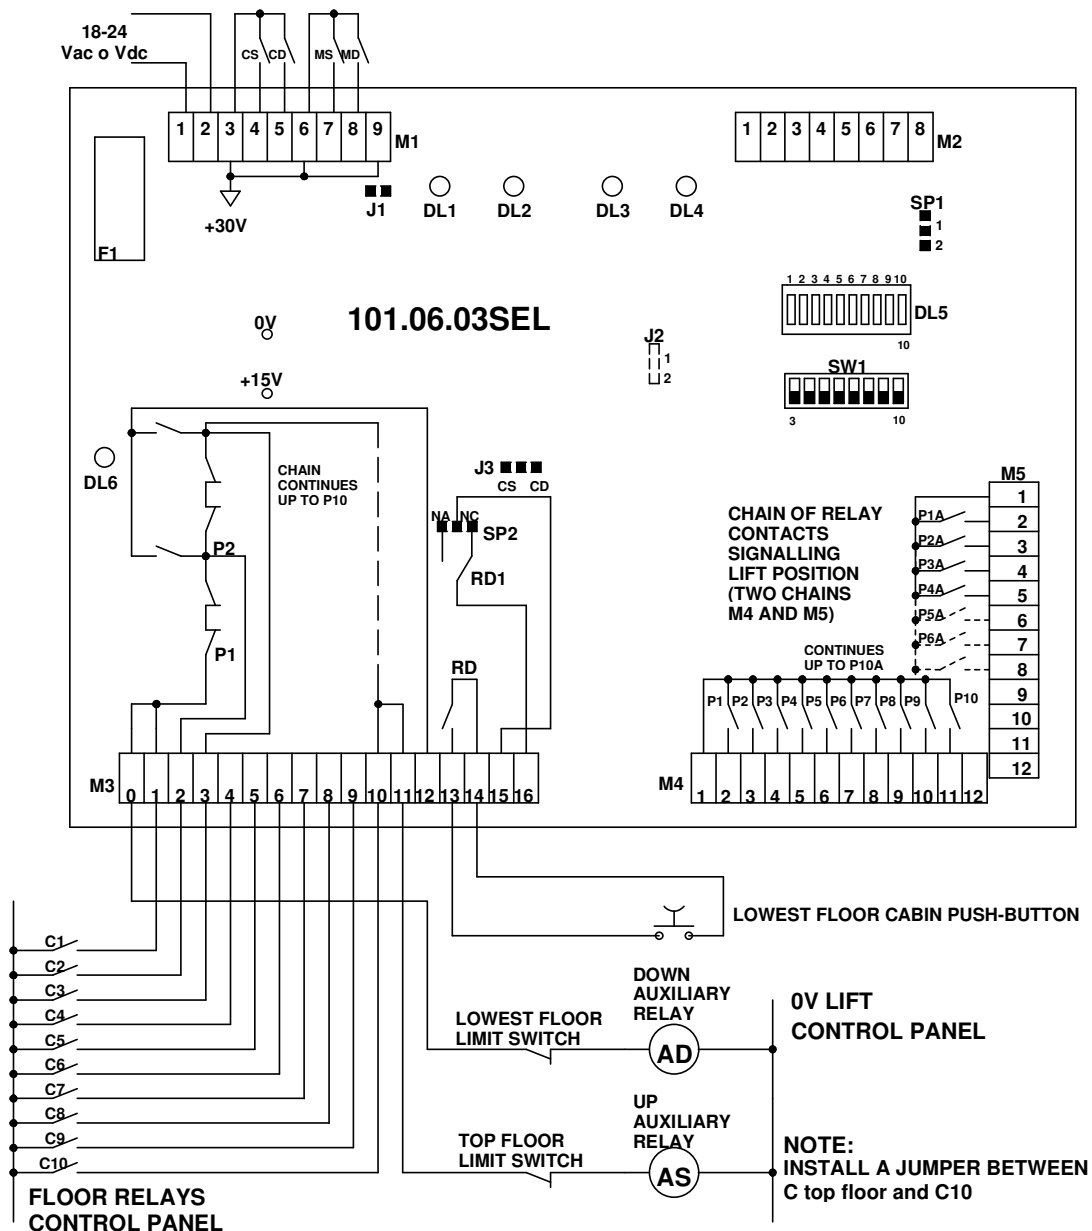 18-24
Vac o Vdc
CS CD MS MD
1 2 3 4 5 6 7 8 9
M1
1 2 3 4 5 6 7 8
M2
+30V
J1
DL1
DL2
DL3
DL4
SP1
1
2
F1
1 2 3 4 5 6 7 8 9 10
DL5
10
0V
101.06.03SEL
J2
1
2
+15V
SW1
3 10
DL6
CHAIN
CONTINUES
UP TO P10
J3
CS CD
NA NC
SP2
P2
RD1
P1
RD
CHAIN OF RELAY
CONTACTS
SIGNALLING
LIFT POSITION
(TWO CHAINS
M4 AND M5)
M5
1
P1A 2
P2A 3
P3A 4
P4A 5
P5A 6
P6A 7
8
9
10
11
12
CONTINUES
UP TO P10A
P1 P2 P3 P4 P5 P6 P7 P8 P9 P10
M3
0 1 2 3 4 5 6 7 8 9 10 11 12 13 14 15 16
M4
1 2 3 4 5 6 7 8 9 10 11 12
LOWEST FLOOR CABIN PUSH-BUTTON
C1
C2
C3
C4
C5
C6
C7
C8
C9
C10
FLOOR RELAYS
CONTROL PANEL
LOWEST FLOOR
LIMIT SWITCH
DOWN
AUXILIARY
RELAY
AD
0V LIFT
CONTROL PANEL
TOP FLOOR
LIMIT SWITCH
UP
AUXILIARY
RELAY
AS
NOTE:
INSTALL A JUMPER BETWEEN
C top floor and C10